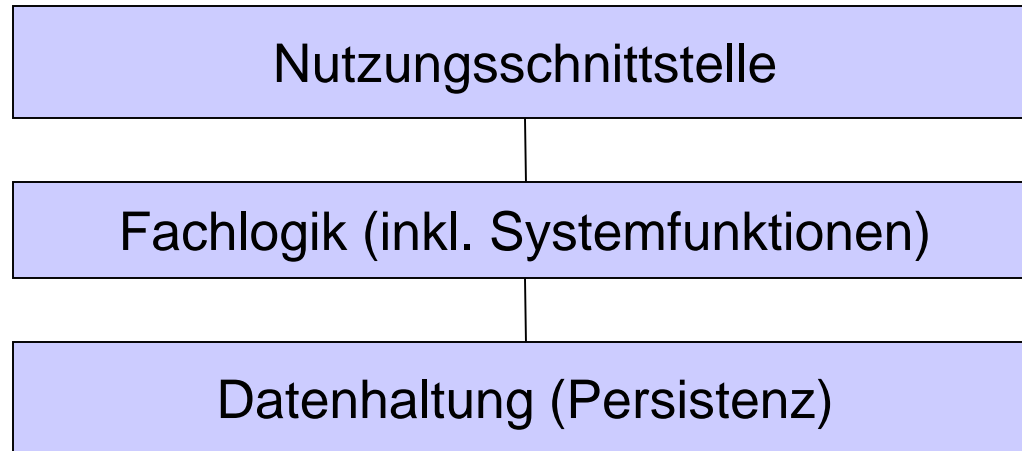 Nutzungsschnittstelle
Fachlogik (inkl. Systemfunktionen)
Datenhaltung (Persistenz)